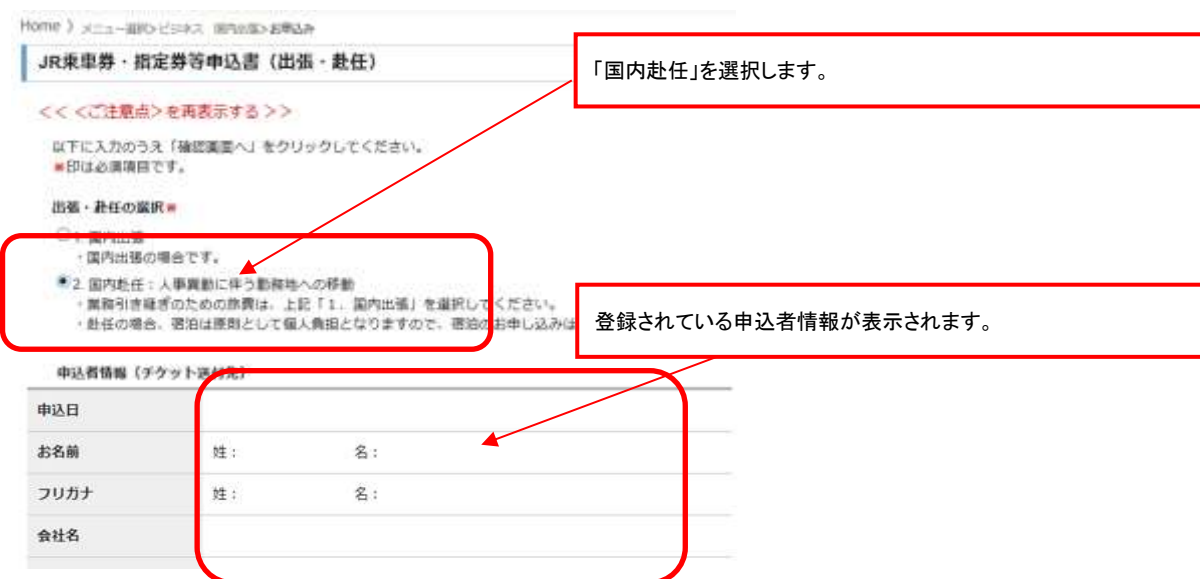 Home 》メニュー選択>ビジネス 国内出張>お申込み
JR乗車券・指定券等申込書（出張・赴任）
「国内赴任」を選択します。
＜＜ ＜ご注意点＞を再表示する ＞＞
以下に入力のうえ「確認画面へ」をクリックしてください。
※印は必須項目です。
出張・赴任の選択※
1. 国内出張
・国内出張の場合です。
2. 国内赴任：人事異動に伴う勤務地への移動
・業務引き継ぎのための旅費は、上記「１．国内出張」を選択してください。
・赴任の場合、宿泊は原則として個人負担となりますので、宿泊のお申し込みは
登録されている申込者情報が表示されます。
申込者情報（チケット送付先）
申込日
お名前 姓： 名：
フリガナ 姓： 名：
会社名